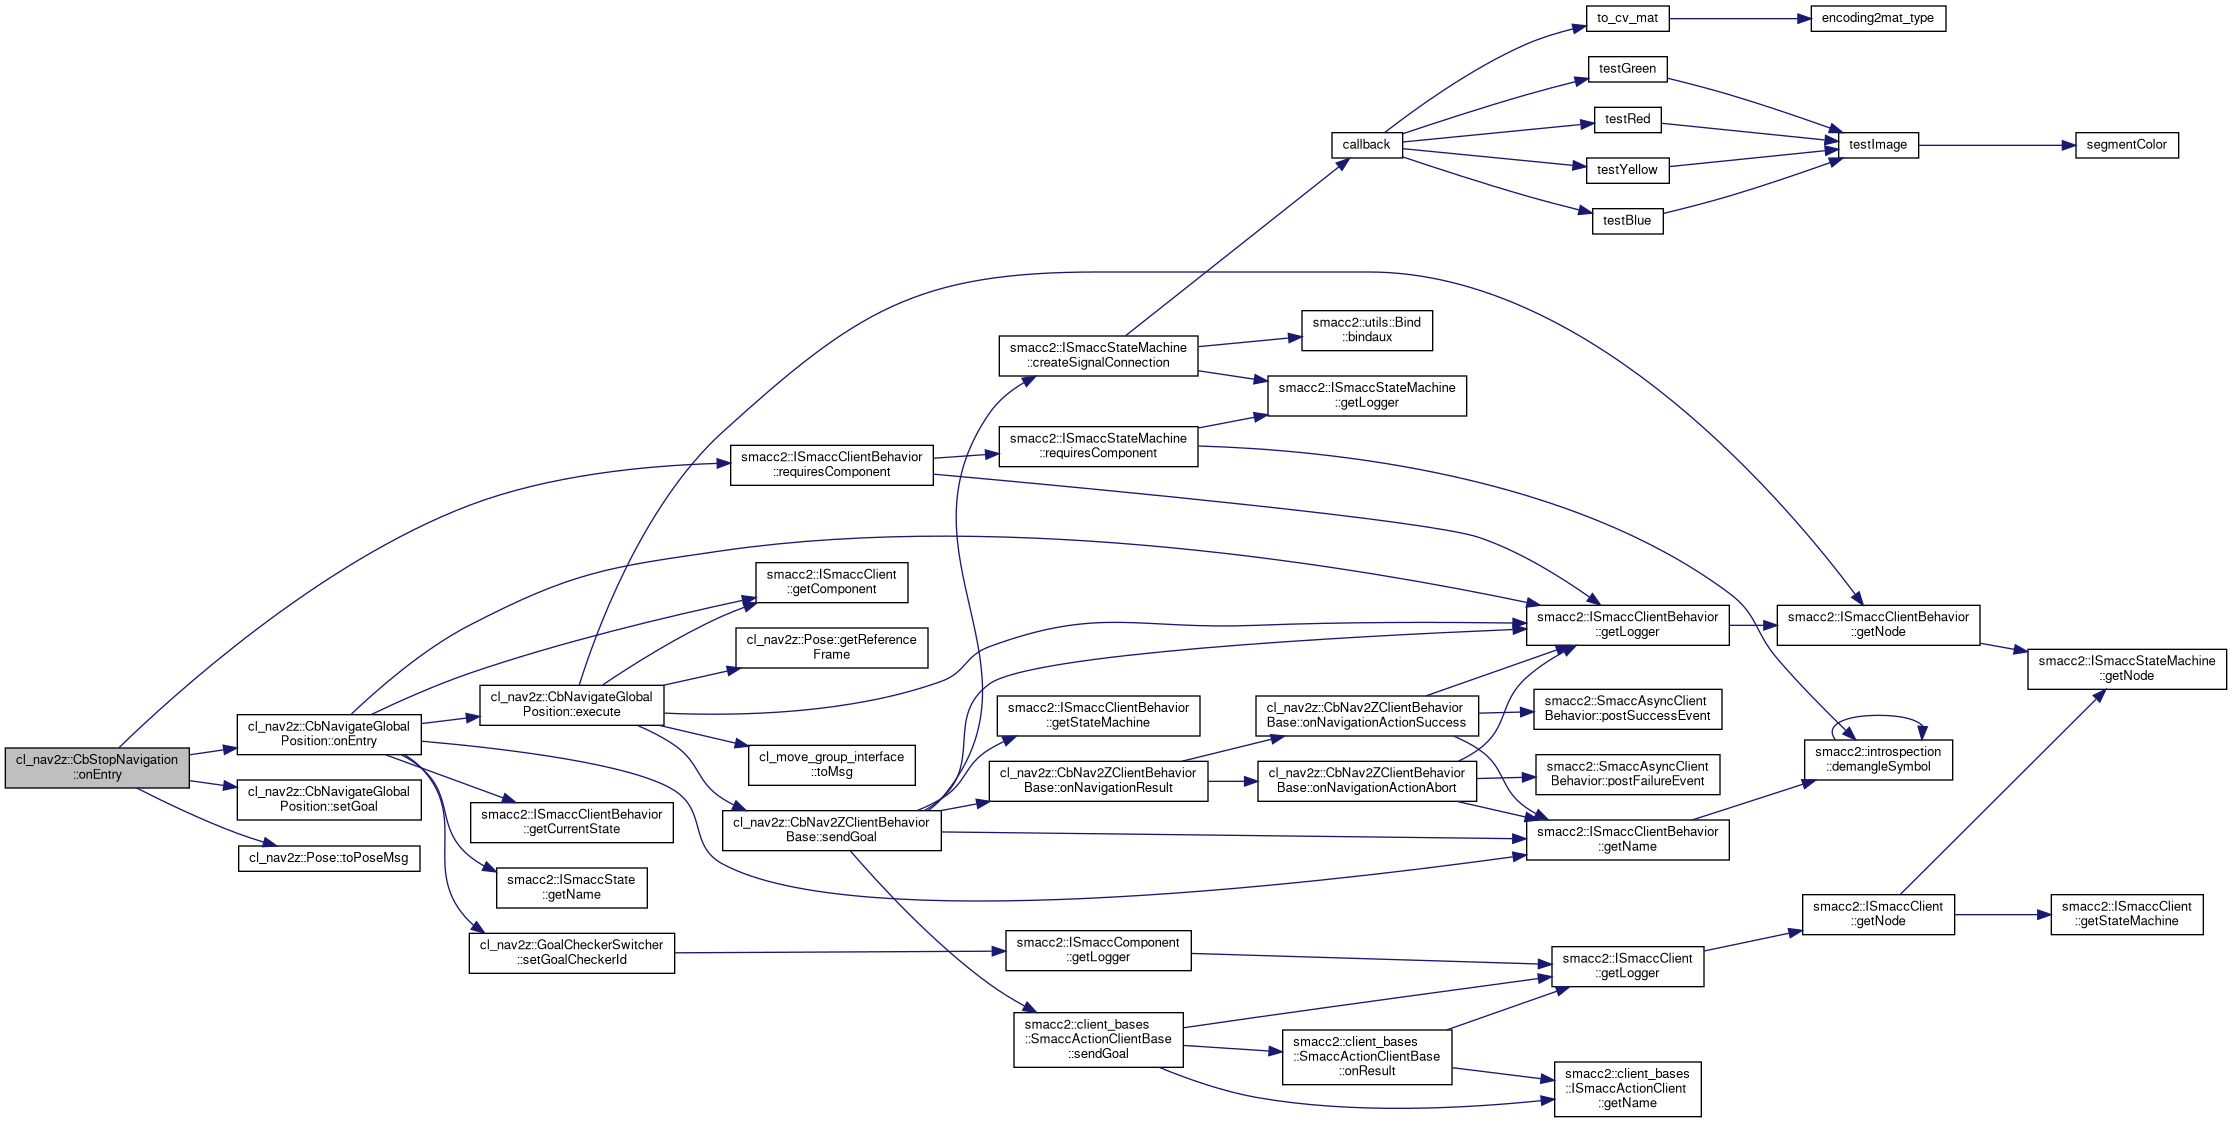 to_cv_mat
encoding2mat_type
testGreen
testRed
callback
testImage
segmentColor
testYellow
testBlue
smacc2::utils::Bind
::bindaux
smacc2::ISmaccStateMachine
::createSignalConnection
smacc2::ISmaccStateMachine
::getLogger
smacc2::ISmaccStateMachine
::requiresComponent
smacc2::ISmaccClientBehavior
::requiresComponent
smacc2::ISmaccClient
::getComponent
smacc2::ISmaccClientBehavior
::getLogger
smacc2::ISmaccClientBehavior
::getNode
cl_nav2z::Pose::getReference
Frame
smacc2::ISmaccStateMachine
::getNode
cl_nav2z::CbNavigateGlobal
Position::execute
smacc2::ISmaccClientBehavior
::getStateMachine
cl_nav2z::CbNav2ZClientBehavior
Base::onNavigationActionSuccess
smacc2::SmaccAsyncClient
Behavior::postSuccessEvent
cl_nav2z::CbNavigateGlobal
Position::onEntry
cl_nav2z::CbStopNavigation
::onEntry
cl_move_group_interface
::toMsg
smacc2::introspection
::demangleSymbol
cl_nav2z::CbNav2ZClientBehavior
Base::onNavigationResult
cl_nav2z::CbNav2ZClientBehavior
Base::onNavigationActionAbort
smacc2::SmaccAsyncClient
Behavior::postFailureEvent
cl_nav2z::CbNavigateGlobal
Position::setGoal
smacc2::ISmaccClientBehavior
::getCurrentState
cl_nav2z::CbNav2ZClientBehavior
Base::sendGoal
smacc2::ISmaccClientBehavior
::getName
cl_nav2z::Pose::toPoseMsg
smacc2::ISmaccState
::getName
smacc2::ISmaccClient
::getNode
smacc2::ISmaccClient
::getStateMachine
cl_nav2z::GoalCheckerSwitcher
::setGoalCheckerId
smacc2::ISmaccComponent
::getLogger
smacc2::ISmaccClient
::getLogger
smacc2::client_bases
::SmaccActionClientBase
::sendGoal
smacc2::client_bases
::SmaccActionClientBase
::onResult
smacc2::client_bases
::ISmaccActionClient
::getName